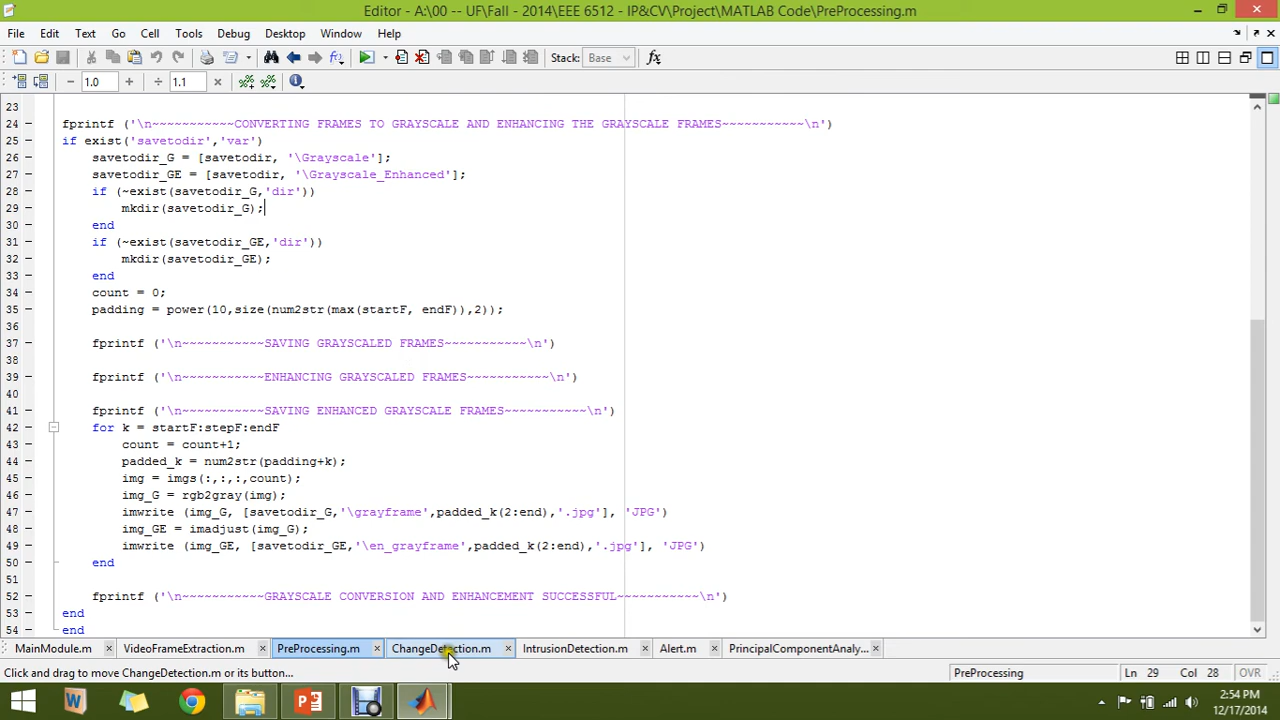 Editor - A:\00 -- UF\Fall - 2014\EEE 6512 - IP&CV\Project\MATLAB Code\PreProcessing.m
File Edit Text Go Cell Tools Debug Desktop Window Help
Stack: Base fx
− 1.0 + ÷ 1.1 ×
23
24 − fprintf ('\n~~~~~~~~~~~CONVERTING FRAMES TO GRAYSCALE AND ENHANCING THE GRAYSCALE FRAMES~~~~~~~~~~~\n')
25 − if exist('savetodir','var')
26 − savetodir_G = [savetodir, '\Grayscale'];
27 − savetodir_GE = [savetodir, '\Grayscale_Enhanced'];
28 − if (~exist(savetodir_G,'dir'))
29 − mkdir(savetodir_G);
30 − end
31 − if (~exist(savetodir_GE,'dir'))
32 − mkdir(savetodir_GE);
33 − end
34 − count = 0;
35 − padding = power(10,size(num2str(max(startF, endF)),2));
36
37 − fprintf ('\n~~~~~~~~~~~SAVING GRAYSCALED FRAMES~~~~~~~~~~~\n')
38
39 − fprintf ('\n~~~~~~~~~~~ENHANCING GRAYSCALED FRAMES~~~~~~~~~~~\n')
40
41 − fprintf ('\n~~~~~~~~~~~SAVING ENHANCED GRAYSCALE FRAMES~~~~~~~~~~~\n')
42 − for k = startF:stepF:endF
43 − count = count+1;
44 − padded_k = num2str(padding+k);
45 − img = imgs(:,:,:,count);
46 − img_G = rgb2gray(img);
47 − imwrite (img_G, [savetodir_G,'\grayframe',padded_k(2:end),'.jpg'], 'JPG')
48 − img_GE = imadjust(img_G);
49 − imwrite (img_GE, [savetodir_GE,'\en_grayframe',padded_k(2:end),'.jpg'], 'JPG')
50 − end
51
52 − fprintf ('\n~~~~~~~~~~~GRAYSCALE CONVERSION AND ENHANCEMENT SUCCESSFUL~~~~~~~~~~~\n')
53 − end
54 − end
MainModule.m × VideoFrameExtraction.m × PreProcessing.m × ChangeDetection.m × IntrusionDetection.m × Alert.m × PrincipalComponentAnaly... ×
Click and drag to move ChangeDetection.m or its button... PreProcessing Ln 29 Col 28 OVR
2:54 PM
12/17/2014